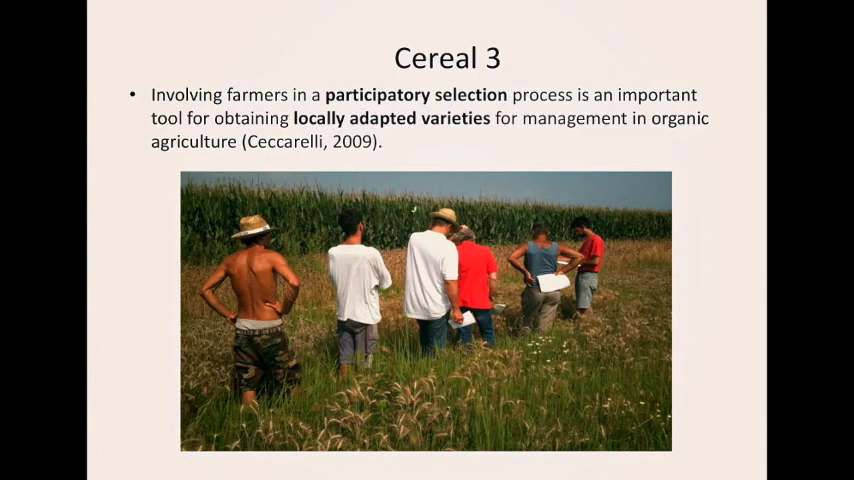 Cereal 3
• Involving farmers in a participatory selection process is an important
tool for obtaining locally adapted varieties for management in organic
agriculture (Ceccarelli, 2009).